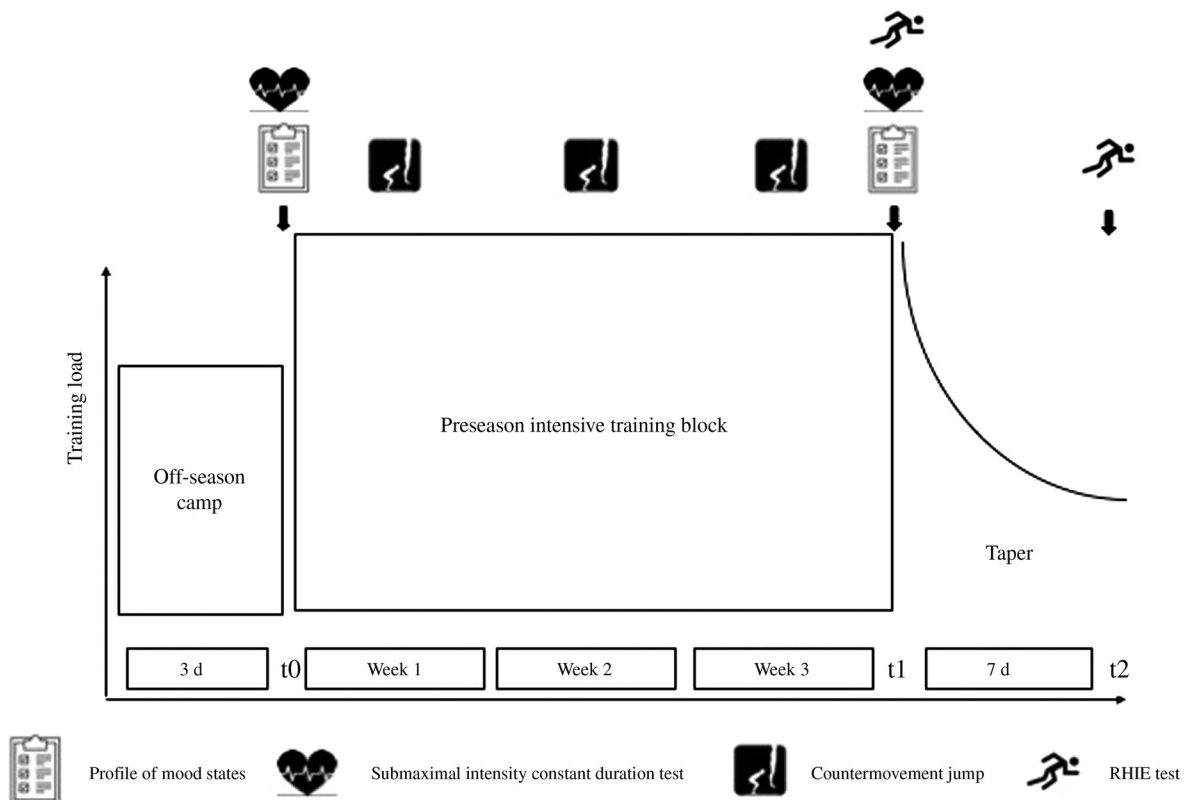 Training load
Off-season
camp
Preseason intensive training block
Taper
3 d
t0
Week 1
Week 2
Week 3
t1
7 d
t2
Profile of mood states
Submaximal intensity constant duration test
Countermovement jump
RHIE test